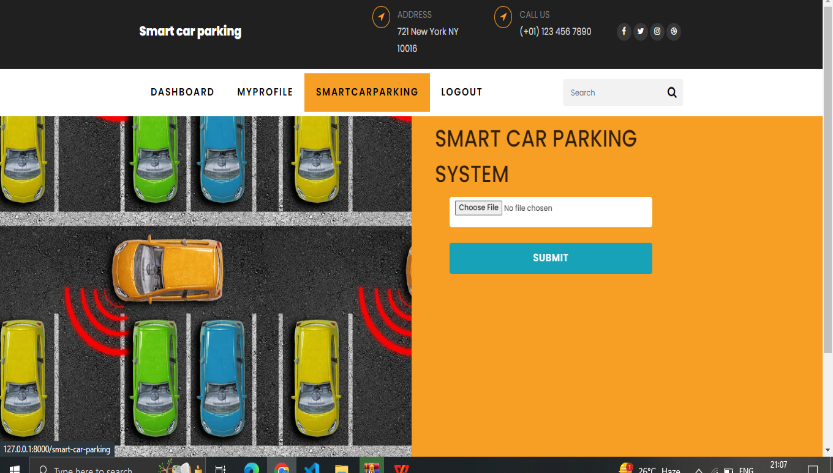 Smart car parking
ADDRESS
721 New York NY
10016
CALL US
(+01) 123 456 7890
DASHBOARD
MYPROFILE
SMARTCARPARKING
LOGOUT
Search
SMART CAR PARKING
SYSTEM
Choose File No file chosen
SUBMIT
127.0.0.1:8000/smart-car-parking
Type here to search
26°C Haze
ENG
21:07